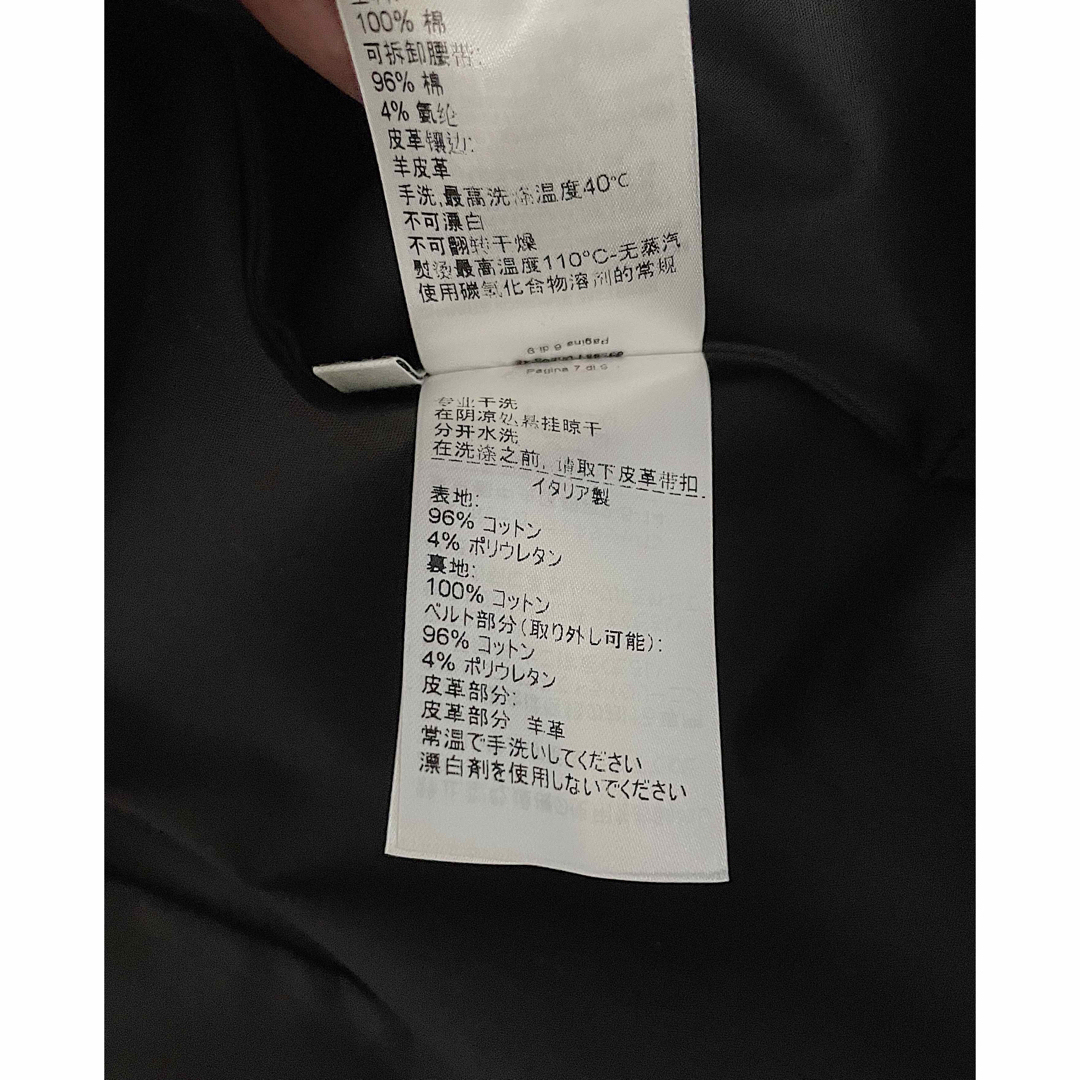 100% 棉
可拆卸腰带:
96% 棉
4% 氨纶
皮革镶边:
羊皮革
手洗,最高洗涤温度40°C
不可漂白
不可翻转干燥
熨烫最高温度110°C-无蒸汽
使用碳氢化合物溶剂的常规
Pagina 6 di 9
Pagina 7 di 9
专业干洗
在阴凉处悬挂晾干
分开水洗
在洗涤之前, 请取下皮革带扣.
イタリア製
表地:
96% コットン
4% ポリウレタン
裏地:
100% コットン
ベルト部分(取り外し可能):
96% コットン
4% ポリウレタン
皮革部分:
皮革部分 羊革
常温で手洗いしてください
漂白剤を使用しないでください